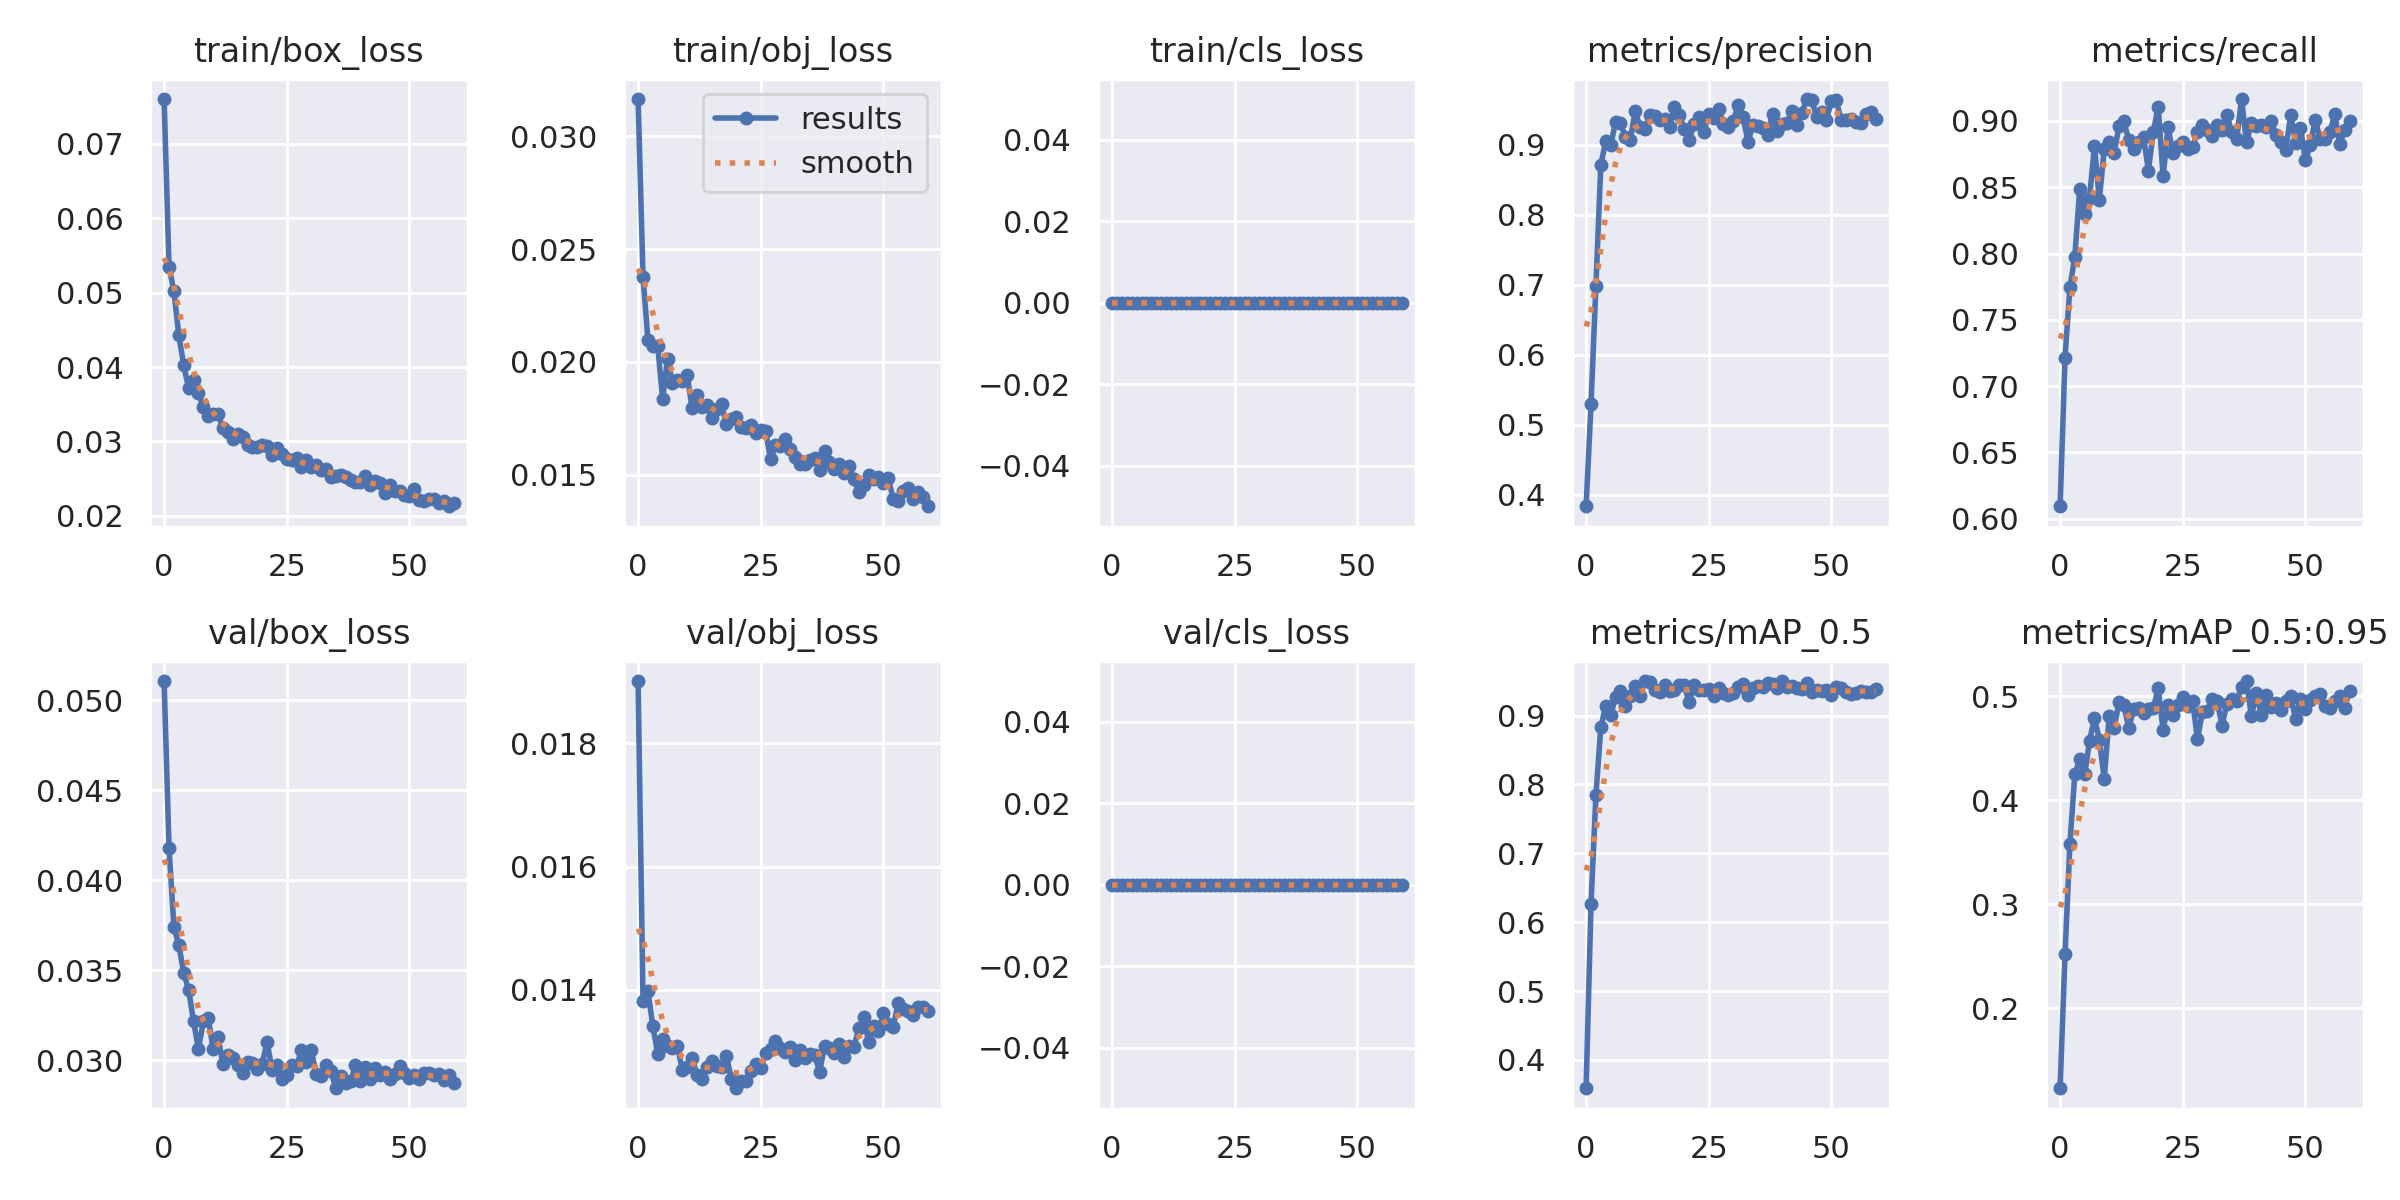 train/box_loss
0.07
0.06
0.05
0.04
0.03
0.02
0 25 50
train/obj_loss
results
smooth
0.030
0.025
0.020
0.015
0 25 50
train/cls_loss
0.04
0.02
0.00
−0.02
−0.04
0 25 50
metrics/precision
0.9
0.8
0.7
0.6
0.5
0.4
0 25 50
metrics/recall
0.90
0.85
0.80
0.75
0.70
0.65
0.60
0 25 50
val/box_loss
0.050
0.045
0.040
0.035
0.030
0 25 50
val/obj_loss
0.018
0.016
0.014
0 25 50
val/cls_loss
0.04
0.02
0.00
−0.02
−0.04
0 25 50
metrics/mAP_0.5
0.9
0.8
0.7
0.6
0.5
0.4
0 25 50
metrics/mAP_0.5:0.95
0.5
0.4
0.3
0.2
0 25 50